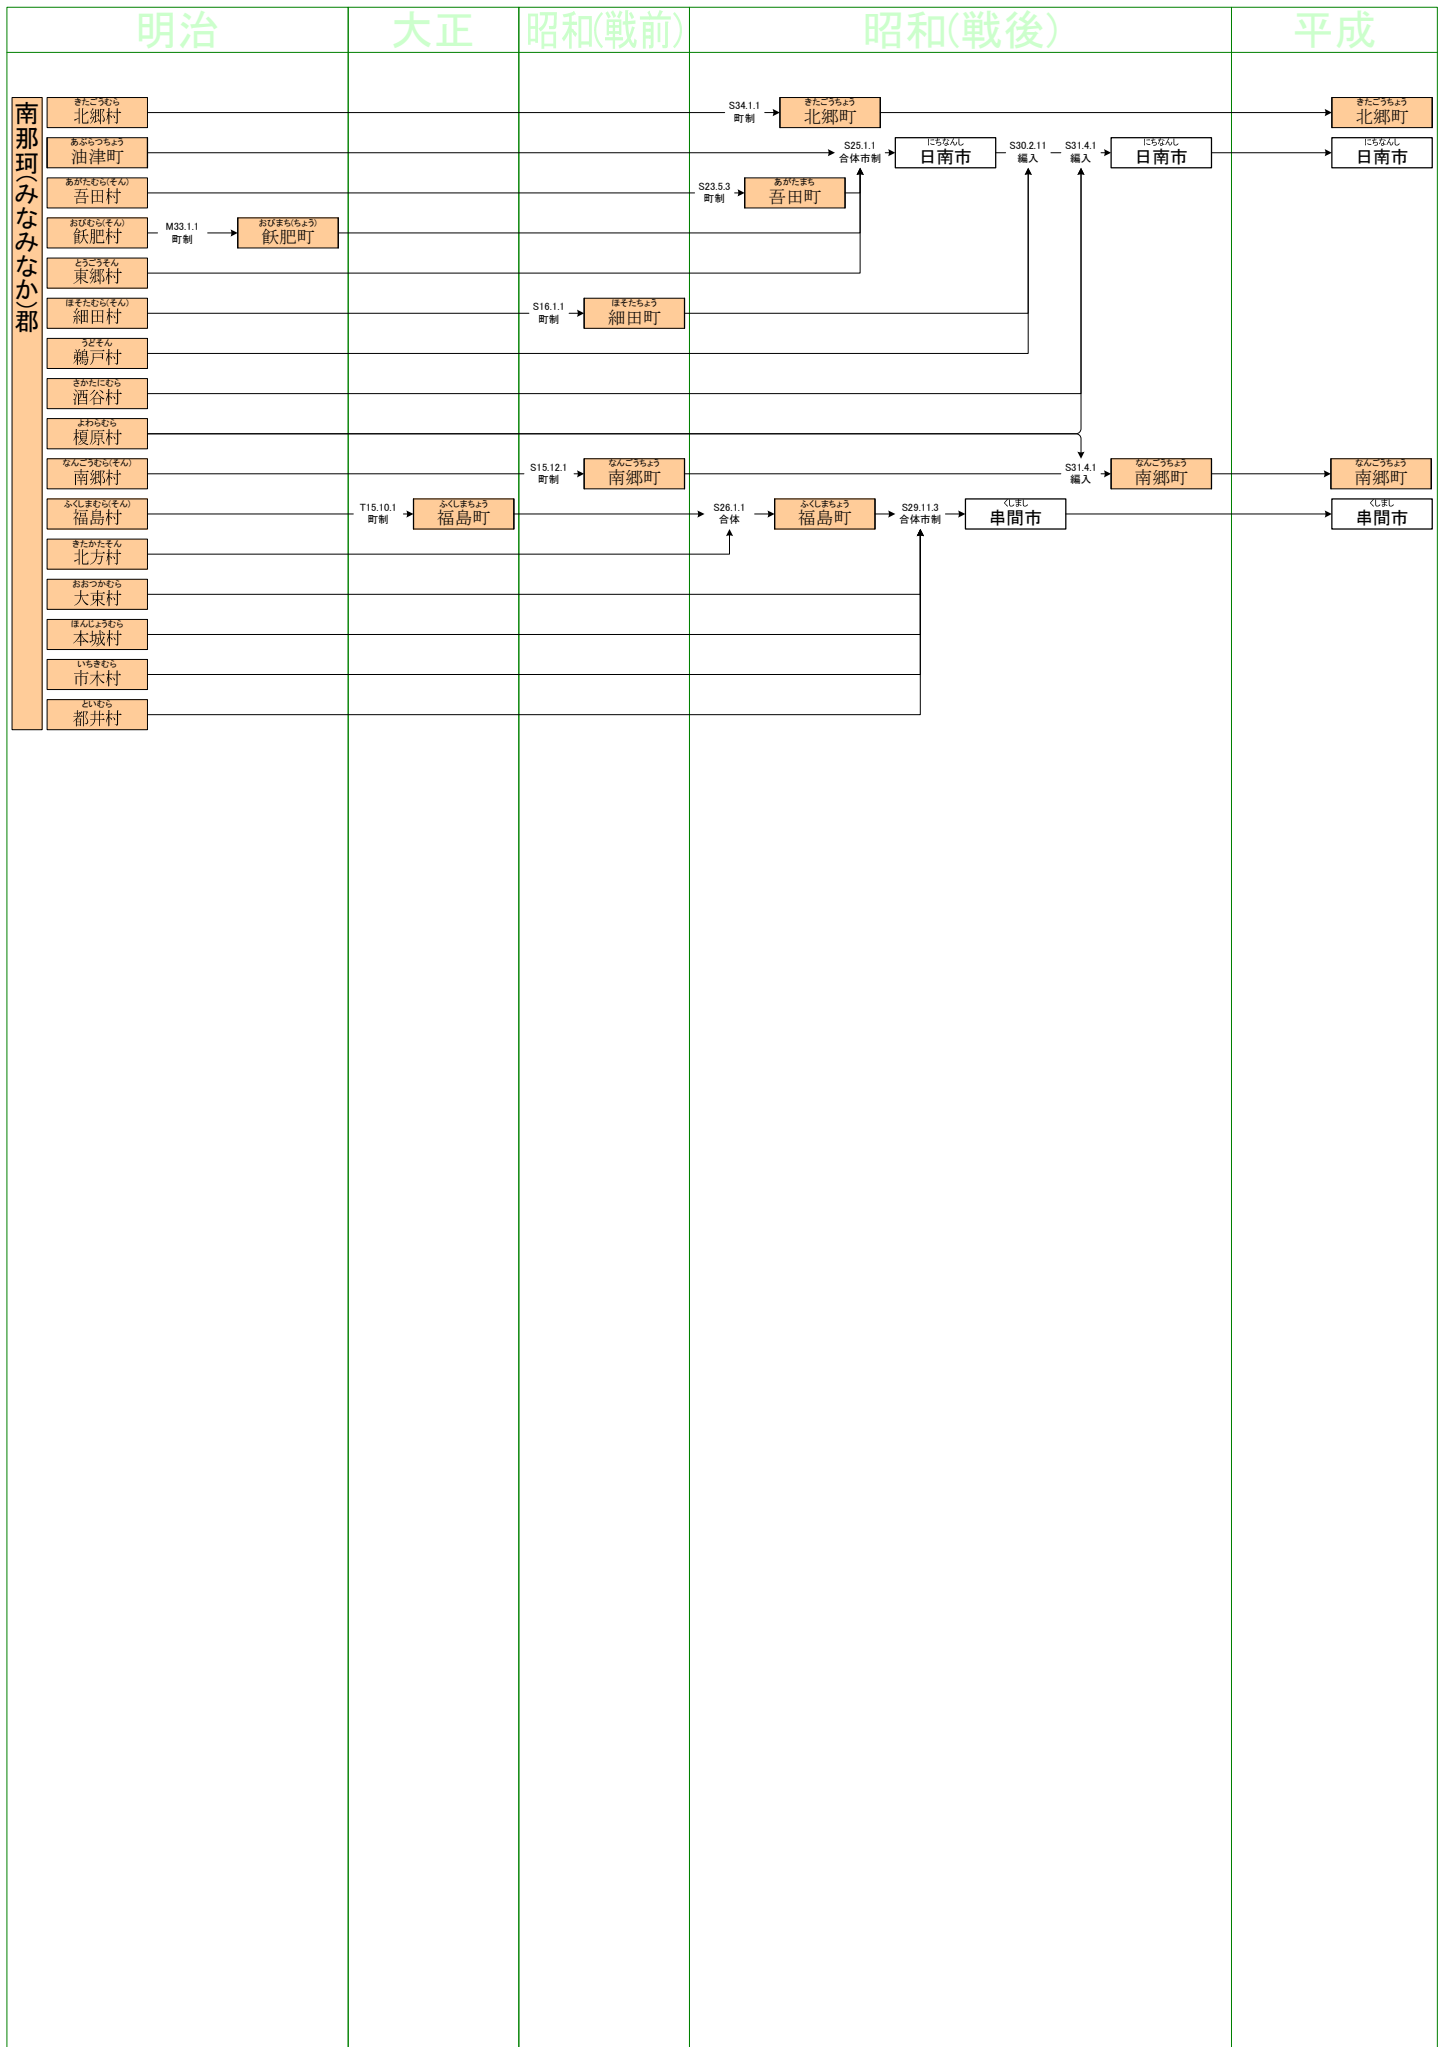 明治 大正 昭和(戦前) 昭和(戦後) 平成
南那珂(みなみなか)郡
きたごうむら
北郷村
S34.1.1
町制
きたごうちょう
北郷町
きたごうちょう
北郷町
あぶらつちょう
油津町
S25.1.1
合体市制
にちなんし
日南市
S30.2.11
編入
S31.4.1
編入
にちなんし
日南市
にちなんし
日南市
あがたむら(そん)
吾田村
S23.5.3
町制
あがたまち
吾田町
おびむら(そん)
飫肥村
M33.1.1
町制
おびまち(ちょう)
飫肥町
とうごうそん
東郷村
ほそたむら(そん)
細田村
S16.1.1
町制
ほそたちょう
細田町
うどそん
鵜戸村
さかたにむら
酒谷村
よわらむら
榎原村
なんごうむら(そん)
南郷村
S15.12.1
町制
なんごうちょう
南郷町
S31.4.1
編入
なんごうちょう
南郷町
なんごうちょう
南郷町
ふくしまむら(そん)
福島村
T15.10.1
町制
ふくしまちょう
福島町
S26.1.1
合体
ふくしまちょう
福島町
S29.11.3
合体市制
くしまし
串間市
くしまし
串間市
きたかたそん
北方村
おおつかむら
大束村
ほんじょうむら
本城村
いちきむら
市木村
といむら
都井村